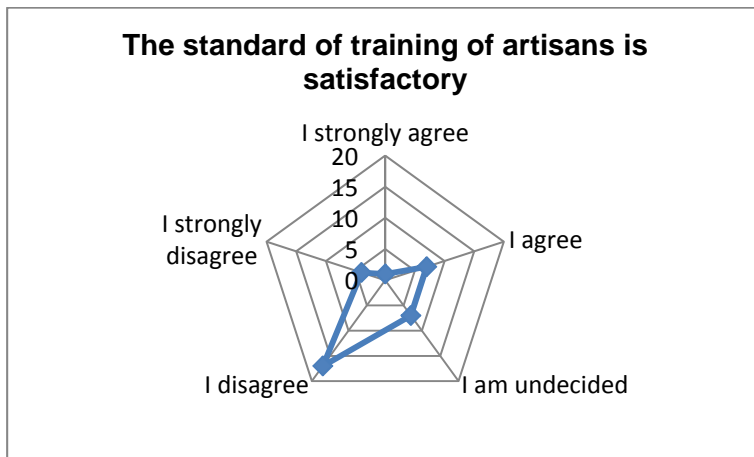 The standard of training of artisans is
satisfactory
I strongly agree
20
15
10
5
0
I agree
I am undecided
I disagree
I strongly
disagree